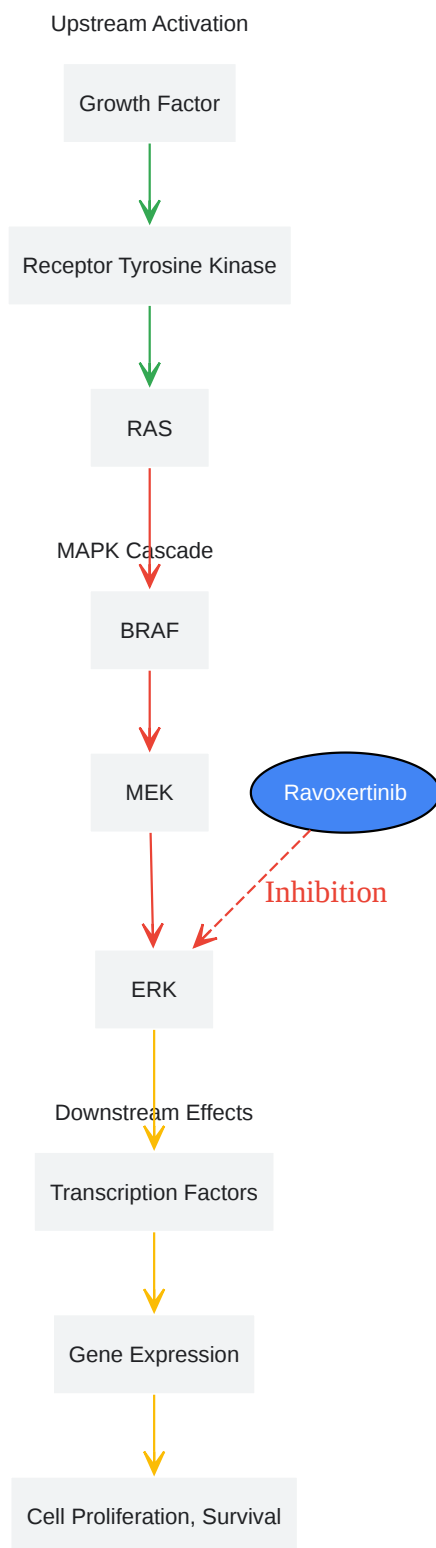 Upstream Activation
Growth Factor
Receptor Tyrosine Kinase
RAS
MAPK Cascade
BRAF
MEK
Ravoxertinib
Inhibition
ERK
Downstream Effects
Transcription Factors
Gene Expression
Cell Proliferation, Survival